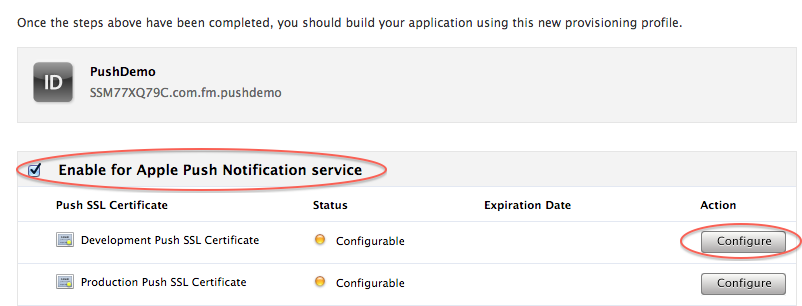 Once the steps above have been completed, you should build your application using this new provisioning profile.
ID
PushDemo
SSM77XQ79C.com.fm.pushdemo
Enable for Apple Push Notification service
Push SSL Certificate Status Expiration Date Action
Development Push SSL Certificate Configurable Configure
Production Push SSL Certificate Configurable Configure